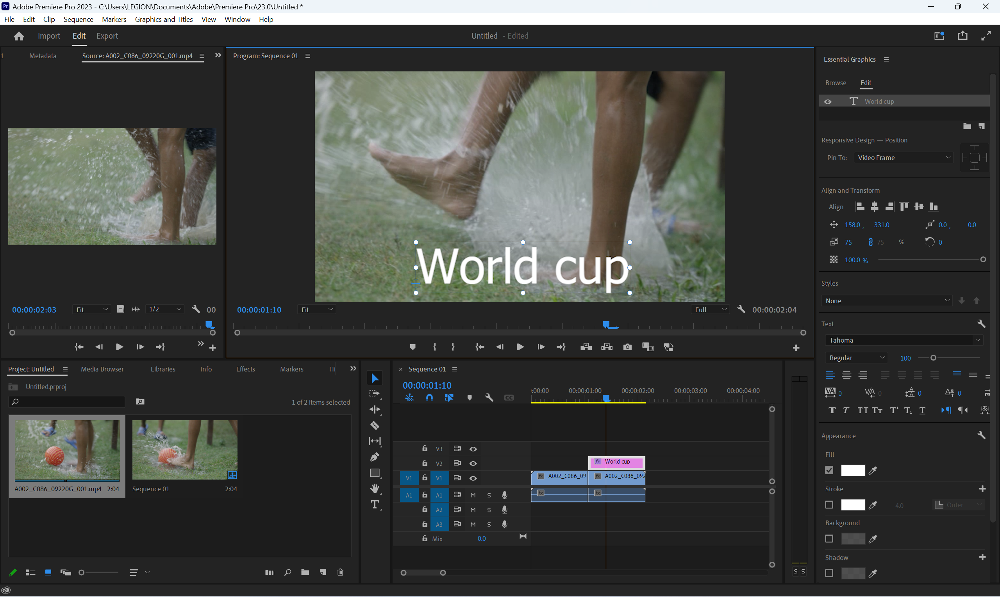 Adobe Premiere Pro 2023 - C:\Users\LEGION\Documents\Adobe\Premiere Pro\23.0\Untitled *
File Edit Clip Sequence Markers Graphics and Titles View Window Help
Import Edit Export Untitled - Edited
1 Metadata Source: A002_C086_09220G_001.mp4
Program: Sequence 01
Essential Graphics
Browse Edit
World cup
Responsive Design — Position
Pin To: Video Frame
Align and Transform
Align
158.0 , 331.0 0.0 , 0.0
75 75 % 0
100.0 %
World cup
Styles
None
00:00:02:03 Fit 1/2 00
00:00:01:10 Fit Full 00:00:02:04
Text
Tahoma
Regular 100
0 0 0 0
Project: Untitled Media Browser Libraries Info Effects Markers Hi
Untitled.prproj
1 of 2 items selected
A002_C086_09220G_001.mp4 2:04
Sequence 01 2:04
× Sequence 01
00:00:01:10
:00:00 00:00:01:00 00:00:02:00 00:00:03:00 00:00:04:00
V3
V2 fx World cup
V1 V1 fx A002_C086_09 fx A002_C086_092
A1 A1 M S fx fx
A2 M S
A3 M S
Mix 0.0
S S
Appearance
Fill
Stroke
4.0 Outer
Background
Shadow